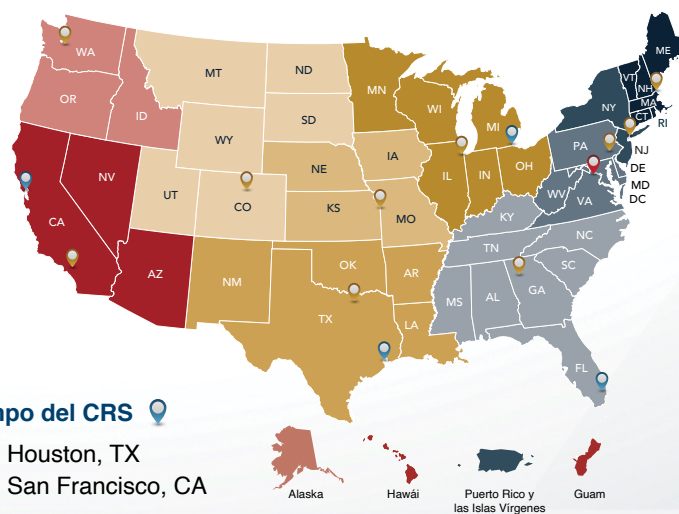 WA
MT
ND
MN
ME
VT
NH
OR
ID
SD
WI
MI
NY
MA
CT
RI
WY
IA
PA
NJ
NE
IL
IN
OH
DE
NV
UT
CO
WV
VA
MD
DC
CA
KS
MO
KY
NC
TN
AZ
NM
OK
AR
SC
MS
AL
GA
TX
LA
FL
mpo del CRS
Houston, TX
San Francisco, CA
Alaska
Hawái
Puerto Rico y
las Islas Vírgenes
Guam